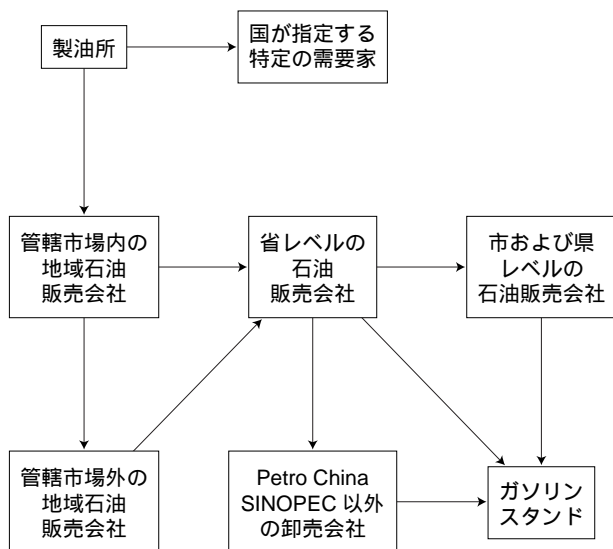 製油所
国が指定する
特定の需要家
管轄市場内の
地域石油
販売会社
省レベルの
石油
販売会社
市および県
レベルの
石油販売会社
管轄市場外の
地域石油
販売会社
Petro China
SINOPEC 以外
の卸売会社
ガソリン
スタンド